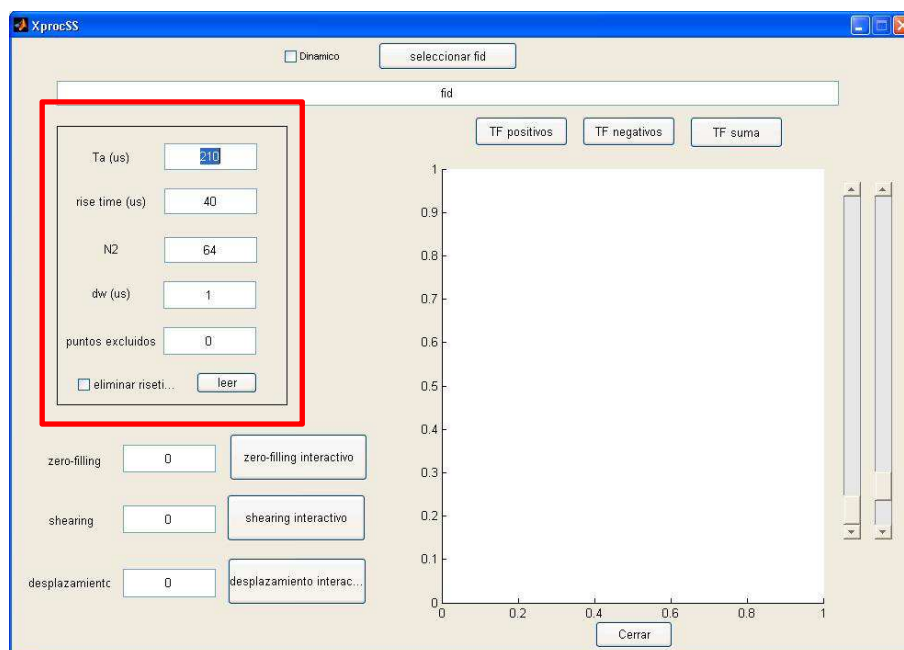 XprocSS
Dinamico
seleccionar fid
fid
TF positivos
TF negativos
TF suma
Ta (us)
210
rise time (us)
40
N2
64
dw (us)
1
puntos excluidos
0
eliminar riseti...
leer
zero-filling
0
zero-filling interactivo
shearing
0
shearing interactivo
desplazamiento
0
desplazamiento interac...
1
0.9
0.8
0.7
0.6
0.5
0.4
0.3
0.2
0.1
0
0 0.2 0.4 0.6 0.8 1
Cerrar